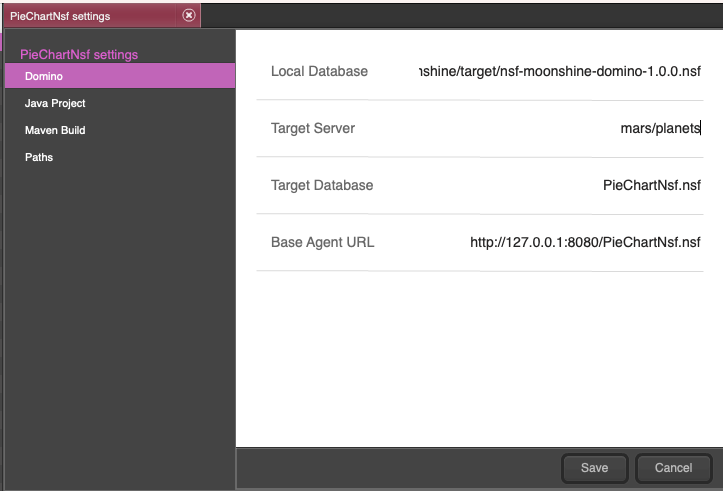 PieChartNsf settings
PieChartNsf settings
Domino
Java Project
Maven Build
Paths
Local Database nshine/target/nsf-moonshine-domino-1.0.0.nsf
Target Server mars/planets
Target Database PieChartNsf.nsf
Base Agent URL http://127.0.0.1:8080/PieChartNsf.nsf
Save Cancel